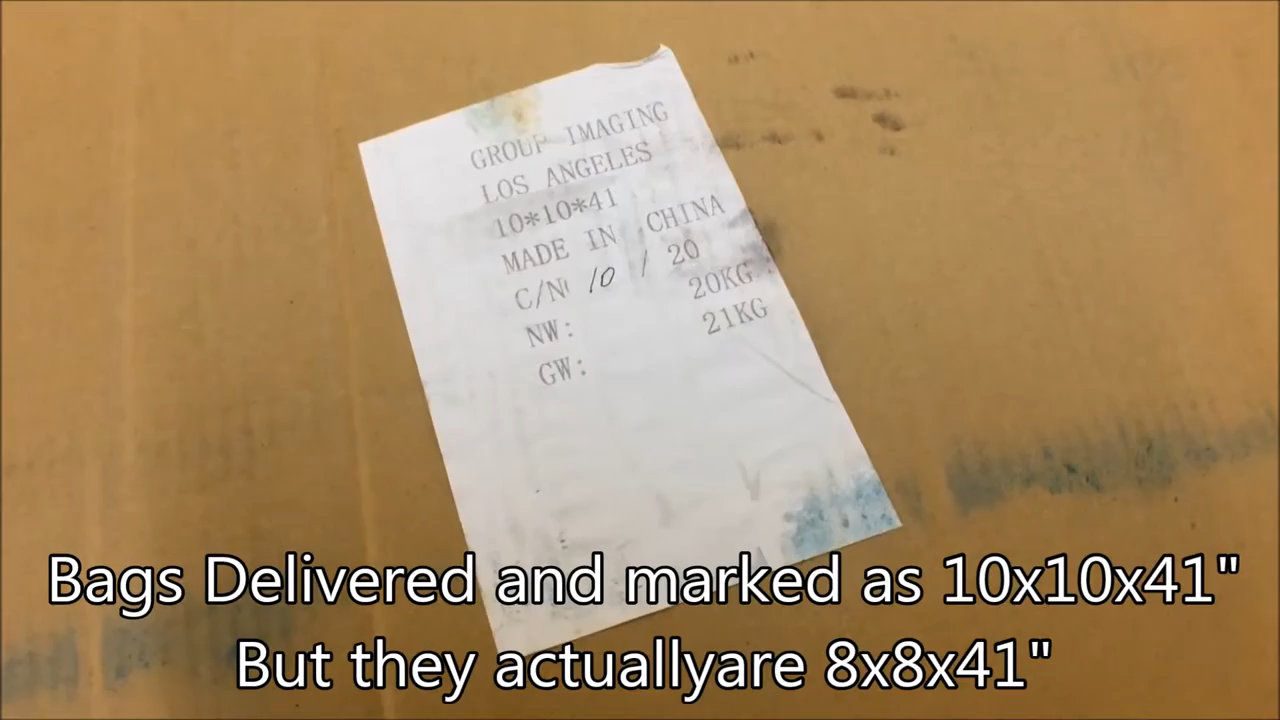 GROUP IMAGING
LOS ANGELES
10*10*41
MADE IN CHINA
C/N 10 / 20
NW: 20KG
GW: 21KG
Bags Delivered and marked as 10x10x41"
But they actuallyare 8x8x41"